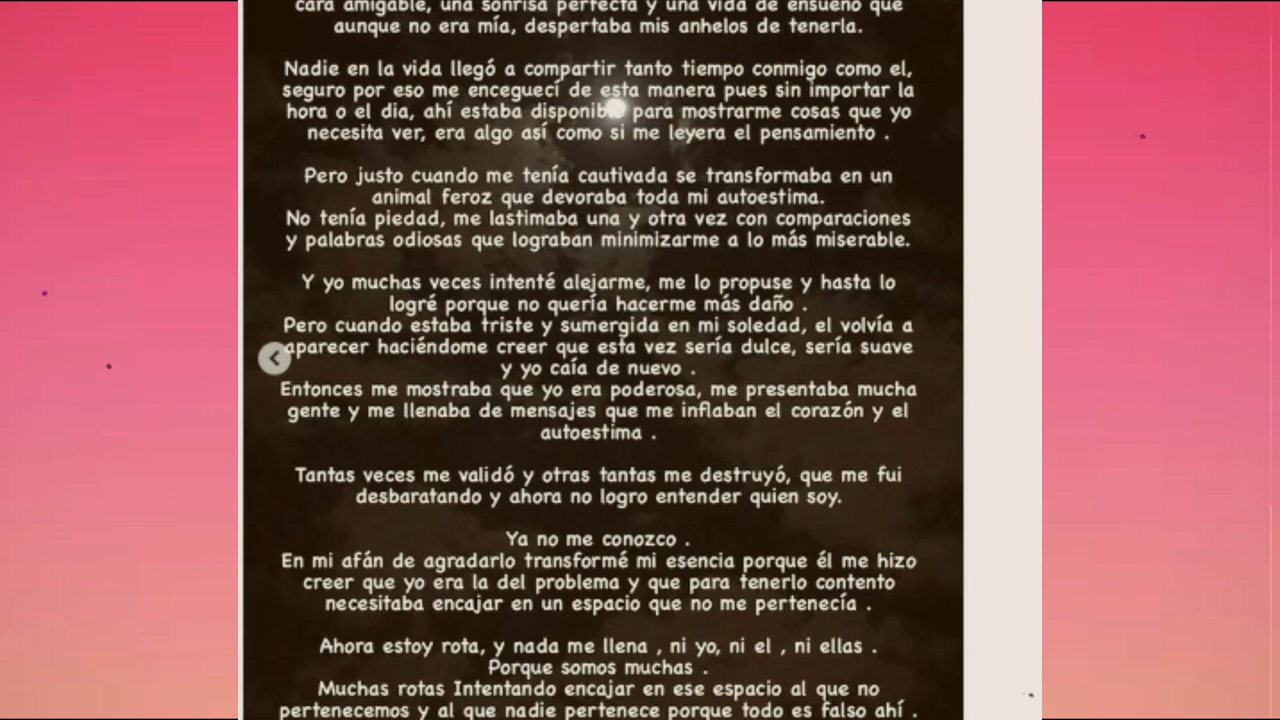 cara amigable, una sonrisa perfecta y una vida de ensueño que
aunque no era mía, despertaba mis anhelos de tenerla.
Nadie en la vida llegó a compartir tanto tiempo conmigo como el,
seguro por eso me enceguecí de esta manera pues sin importar la
hora o el dia, ahí estaba disponible para mostrarme cosas que yo
necesita ver, era algo así como si me leyera el pensamiento .
Pero justo cuando me tenía cautivada se transformaba en un
animal feroz que devoraba toda mi autoestima.
No tenía piedad, me lastimaba una y otra vez con comparaciones
y palabras odiosas que lograban minimizarme a lo más miserable.
Y yo muchas veces intenté alejarme, me lo propuse y hasta lo
logré porque no quería hacerme más daño .
Pero cuando estaba triste y sumergida en mi soledad, el volvía a
aparecer haciéndome creer que esta vez sería dulce, sería suave
y yo caía de nuevo .
Entonces me mostraba que yo era poderosa, me presentaba mucha
gente y me llenaba de mensajes que me inflaban el corazón y el
autoestima .
Tantas veces me validó y otras tantas me destruyó, que me fui
desbaratando y ahora no logro entender quien soy.
Ya no me conozco .
En mi afán de agradarlo transformé mi esencia porque él me hizo
creer que yo era la del problema y que para tenerlo contento
necesitaba encajar en un espacio que no me pertenecía .
Ahora estoy rota, y nada me llena , ni yo, ni el , ni ellas .
Porque somos muchas .
Muchas rotas Intentando encajar en ese espacio al que no
pertenecemos y al que nadie pertenece porque todo es falso ahí .